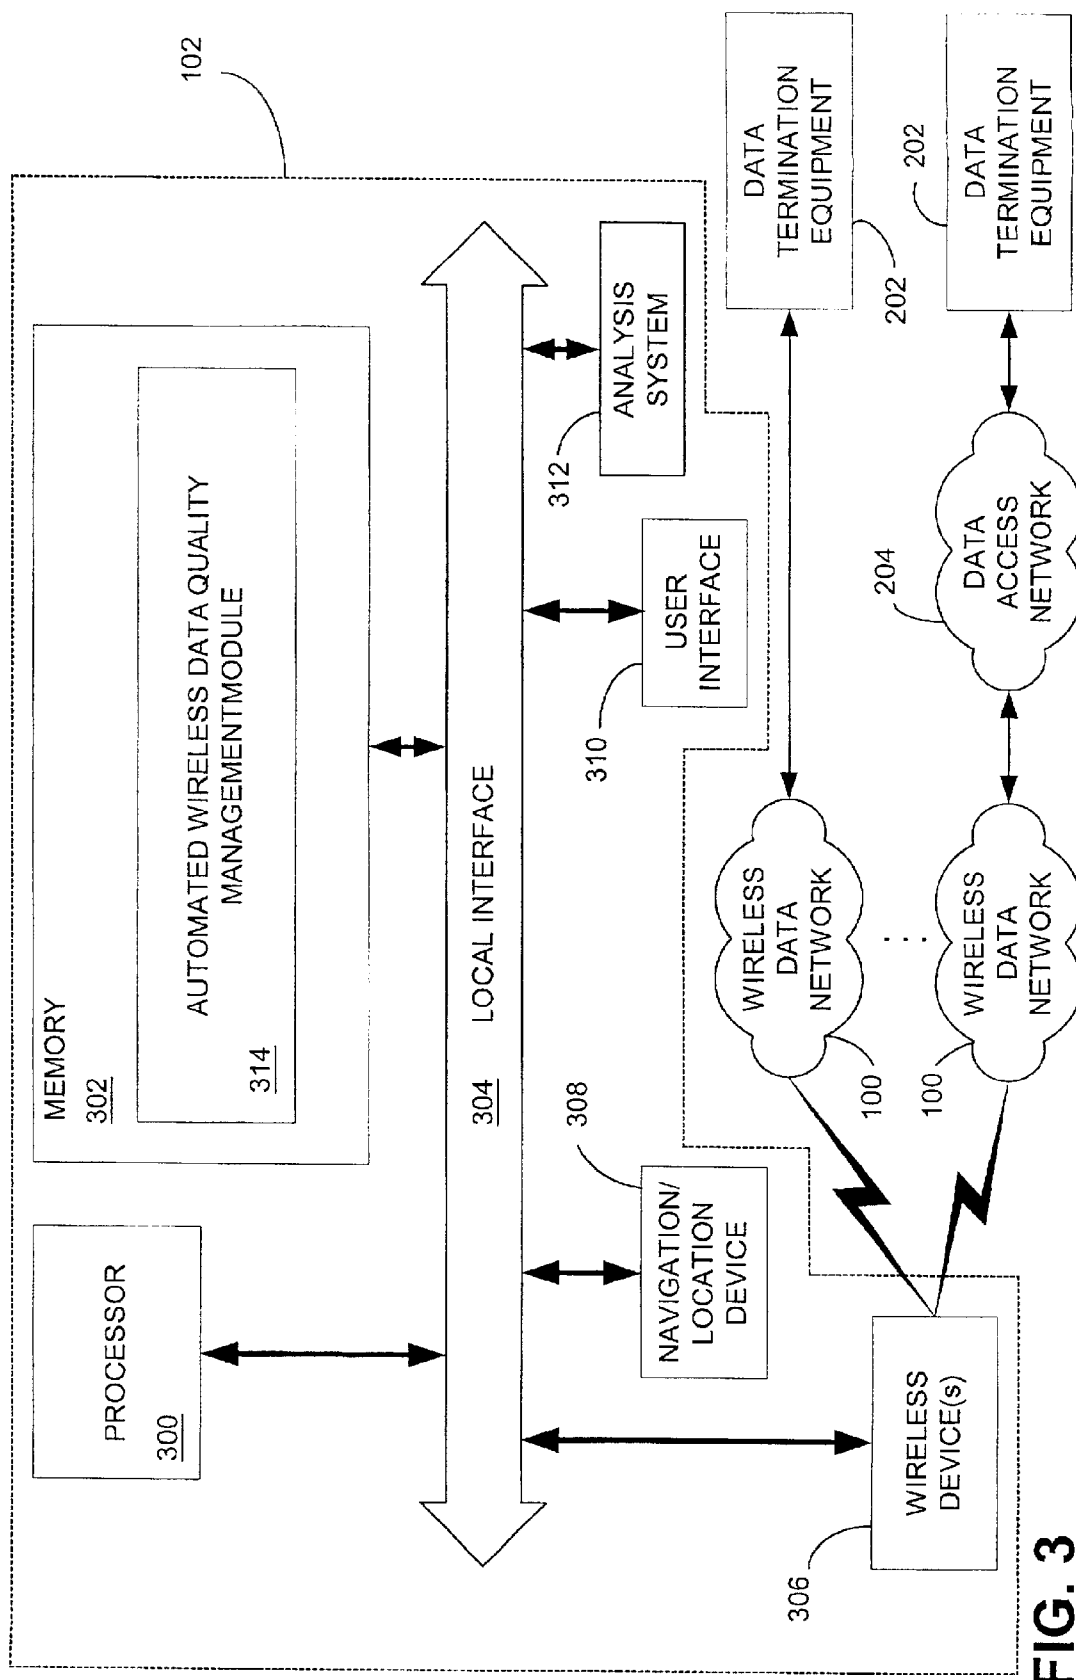 102
PROCESSOR
300
MEMORY
302
AUTOMATED WIRELESS DATA QUALITY
MANAGEMENTMODULE
314
304
LOCAL INTERFACE
306
WIRELESS
DEVICE(s)
308
NAVIGATION/
LOCATION
DEVICE
310
USER
INTERFACE
312
ANALYSIS
SYSTEM
WIRELESS
DATA
NETWORK
100
DATA
TERMINATION
EQUIPMENT
202
. . .
100
WIRELESS
DATA
NETWORK
204
DATA
ACCESS
NETWORK
202
DATA
TERMINATION
EQUIPMENT
FIG. 3